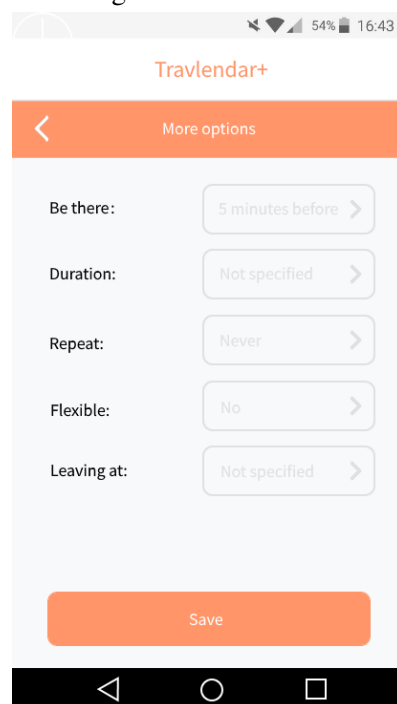 54% 16:43
Travlendar+
More options
Be there: 5 minutes before
Duration: Not specified
Repeat: Never
Flexible: No
Leaving at: Not specified
Save